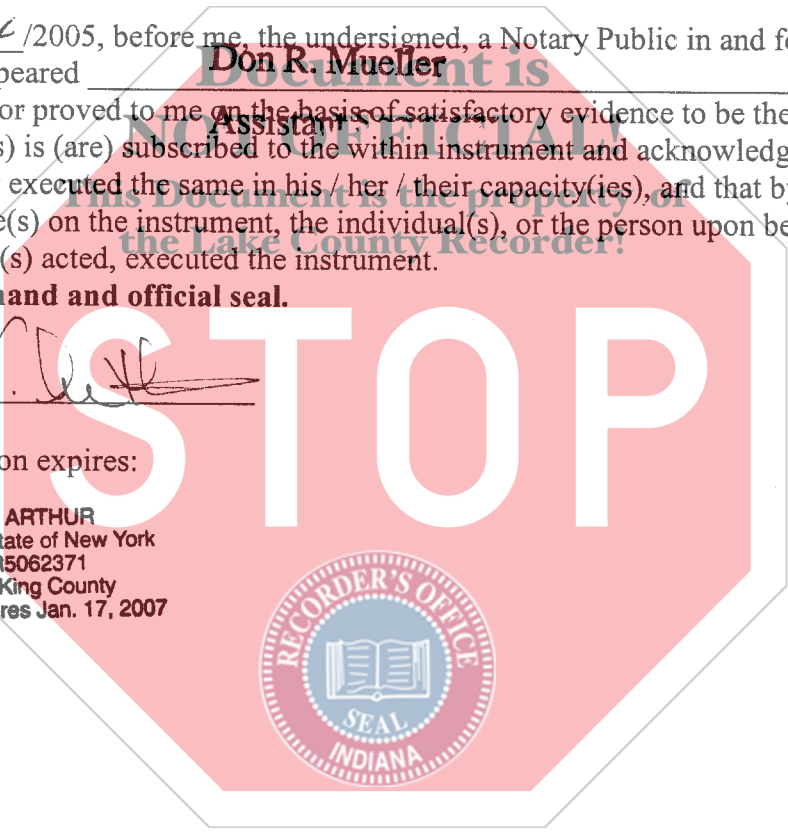 /2005, before me, the undersigned, a Notary Public in and fo
peared Don R. Mueller
or proved to me on the basis of satisfactory evidence to be the
Assistant
s) is (are) subscribed to the within instrument and acknowledg
executed the same in his / her / their capacity(ies), and that by
e(s) on the instrument, the individual(s), or the person upon be
(s) acted, executed the instrument.
hand and official seal.
on expires:
ARTHUR
tate of New York
5062371
King County
res Jan. 17, 2007
Document is
NOT OFFICIAL!
This Document is the property of
the Lake County Recorder!
STOP
RECORDER'S OFFICE
SEAL
INDIANA